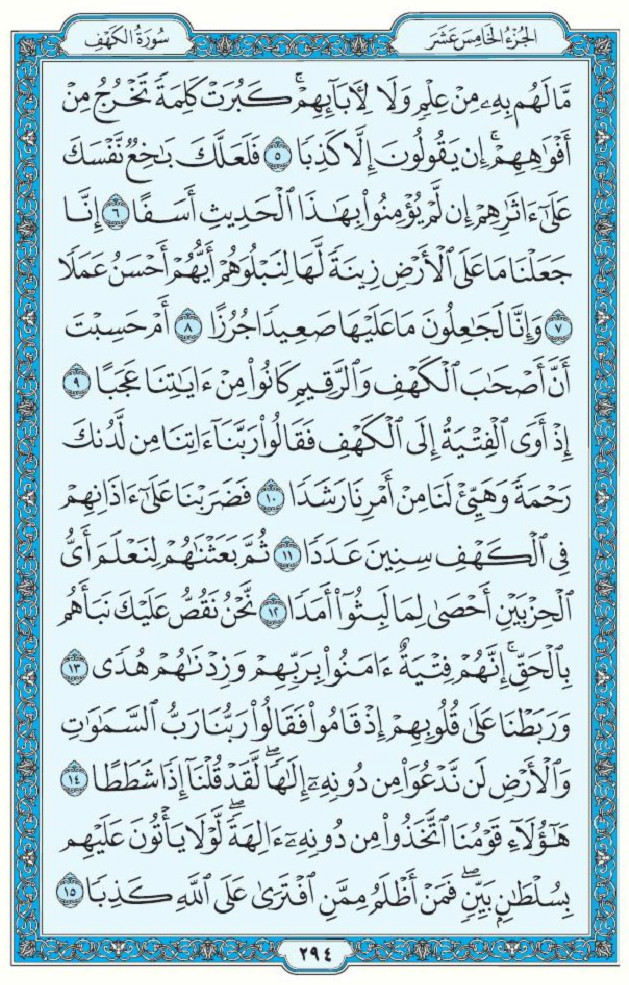 الجُزْءُ الخَامِسَ عَشَرَ
سُورَةُ الكَهْفِ
مَّا لَهُم بِهِۦ مِنْ عِلْمٍ وَلَا لِأٓبَآئِهِمْۚ كَبُرَتْ كَلِمَةً تَخْرُجُ مِنْ
أَفْوَٰهِهِمْۚ إِن يَقُولُونَ إِلَّا كَذِبًا ٥ فَلَعَلَّكَ بَٰخِعٌ نَّفْسَكَ
عَلَىٰٓ ءَاثَٰرِهِمْ إِن لَّمْ يُؤْمِنُوا۟ بِهَٰذَا ٱلْحَدِيثِ أَسَفًا ٦ إِنَّا
جَعَلْنَا مَا عَلَى ٱلْأَرْضِ زِينَةً لَّهَا لِنَبْلُوَهُمْ أَيُّهُمْ أَحْسَنُ عَمَلًا
٧ وَإِنَّا لَجَٰعِلُونَ مَا عَلَيْهَا صَعِيدًا جُرُزًا ٨ أَمْ حَسِبْتَ
أَنَّ أَصْحَٰبَ ٱلْكَهْفِ وَٱلرَّقِيمِ كَانُوا۟ مِنْ ءَايَٰتِنَا عَجَبًا ٩
إِذْ أَوَى ٱلْفِتْيَةُ إِلَى ٱلْكَهْفِ فَقَالُوا۟ رَبَّنَآ ءَاتِنَا مِن لَّدُنكَ
رَحْمَةً وَهَيِّئْ لَنَا مِنْ أَمْرِنَا رَشَدًا ١٠ فَضَرَبْنَا عَلَىٰٓ ءَاذَانِهِمْ
فِى ٱلْكَهْفِ سِنِينَ عَدَدًا ١١ ثُمَّ بَعَثْنَٰهُمْ لِنَعْلَمَ أَىُّ
ٱلْحِزْبَيْنِ أَحْصَىٰ لِمَا لَبِثُوٓا۟ أَمَدًا ١٢ نَّحْنُ نَقُصُّ عَلَيْكَ نَبَأَهُم
بِٱلْحَقِّۚ إِنَّهُمْ فِتْيَةٌ ءَامَنُوا۟ بِرَبِّهِمْ وَزِدْنَٰهُمْ هُدًى ١٣
وَرَبَطْنَا عَلَىٰ قُلُوبِهِمْ إِذْ قَامُوا۟ فَقَالُوا۟ رَبُّنَا رَبُّ ٱلسَّمَٰوَٰتِ
وَٱلْأَرْضِ لَن نَّدْعُوَا۟ مِن دُونِهِۦٓ إِلَٰهًاۖ لَّقَدْ قُلْنَآ إِذًا شَطَطًا ١٤
هَٰٓؤُلَآءِ قَوْمُنَا ٱتَّخَذُوا۟ مِن دُونِهِۦٓ ءَالِهَةًۖ لَّوْلَا يَأْتُونَ عَلَيْهِم
بِسُلْطَٰنٍۭ بَيِّنٍۖ فَمَنْ أَظْلَمُ مِمَّنِ ٱفْتَرَىٰ عَلَى ٱللَّهِ كَذِبًا ١٥
٢٩٤